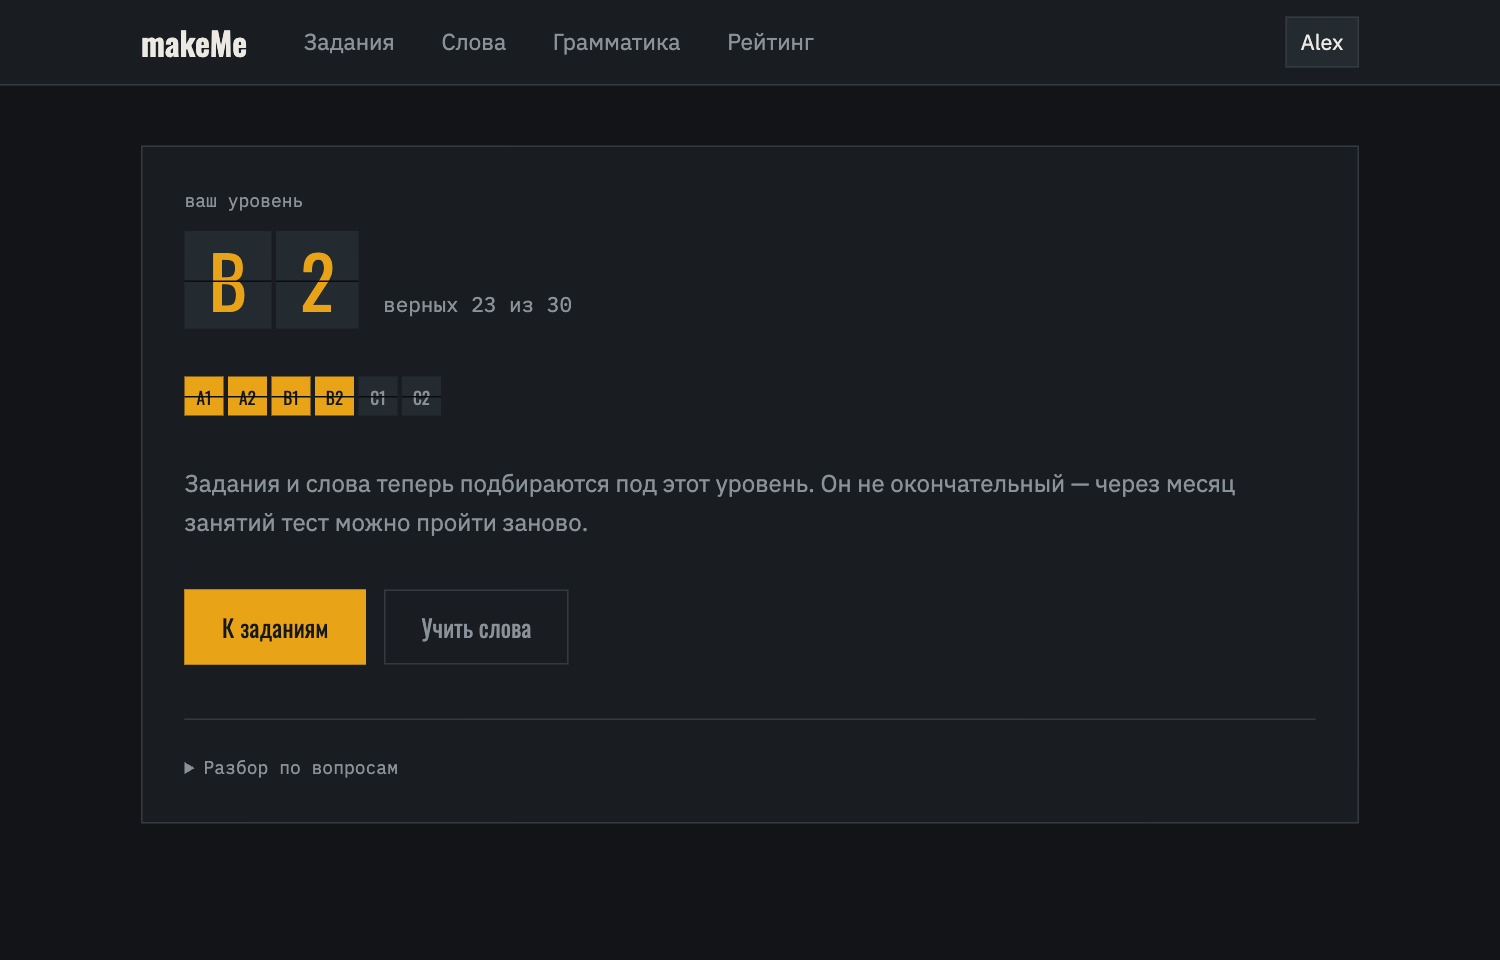 makeMe Задания Слова Грамматика Рейтинг Alex
ваш уровень
B 2 верных 23 из 30
A1 A2 B1 B2 C1 C2
Задания и слова теперь подбираются под этот уровень. Он не окончательный — через месяц
занятий тест можно пройти заново.
К заданиям Учить слова
Разбор по вопросам